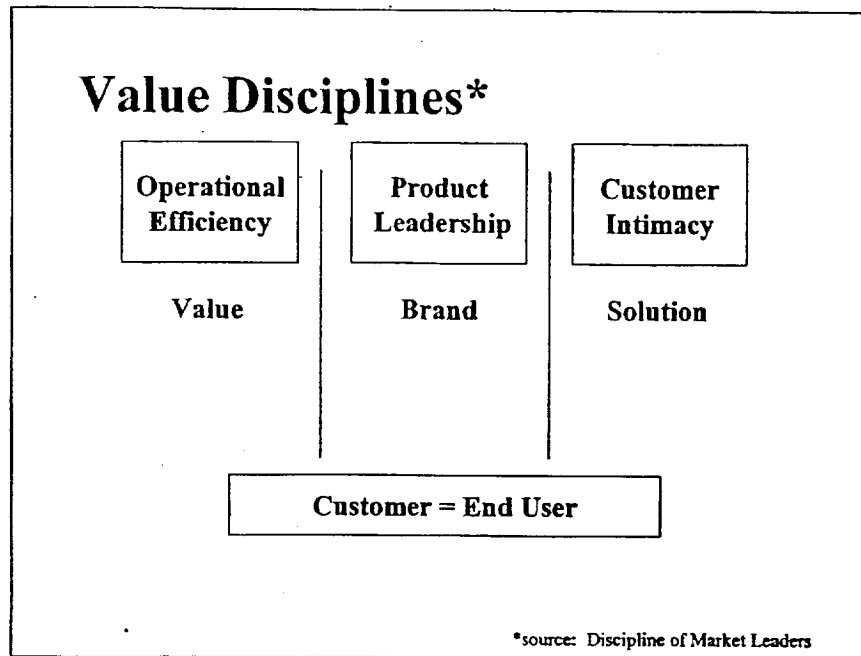 Value Disciplines*
Operational
Efficiency
Product
Leadership
Customer
Intimacy
Value
Brand
Solution
Customer = End User
*source: Discipline of Market Leaders